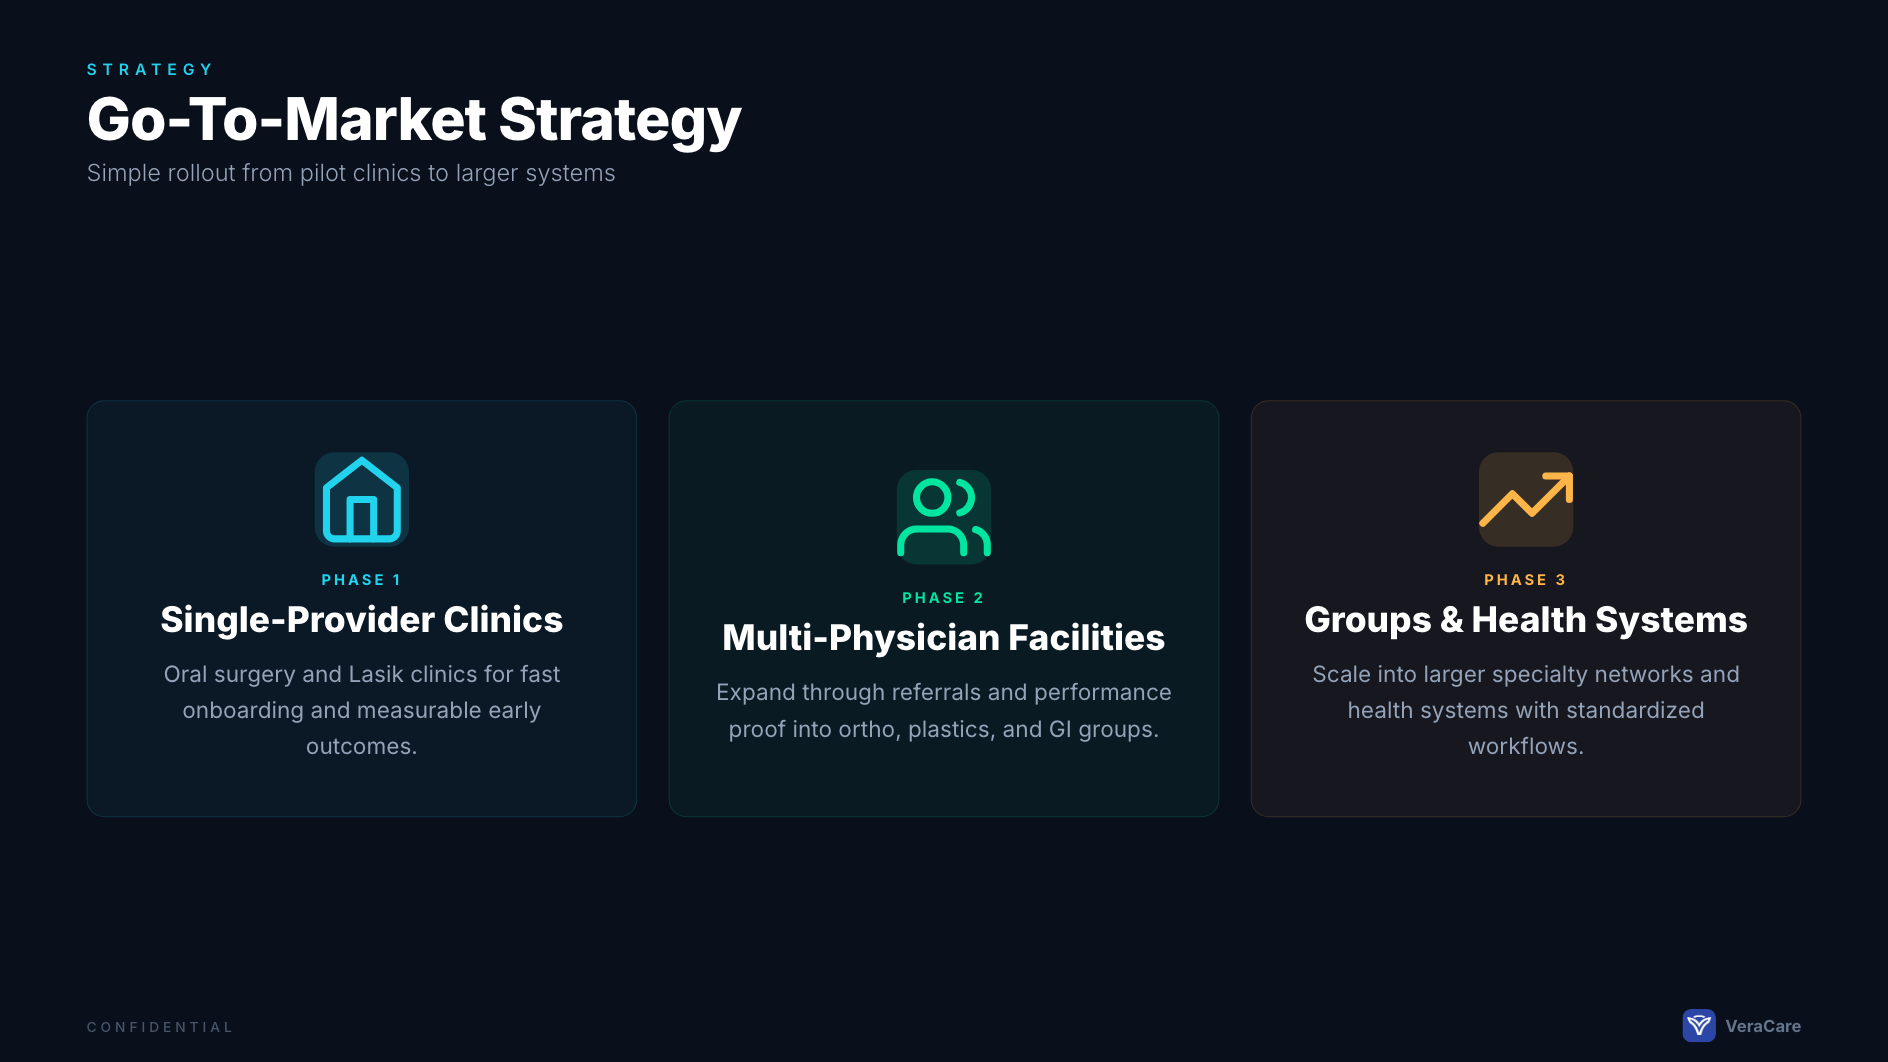 STRATEGY
Go-To-Market Strategy
Simple rollout from pilot clinics to larger systems
PHASE 1
Single-Provider Clinics
Oral surgery and Lasik clinics for fast
onboarding and measurable early
outcomes.
PHASE 2
Multi-Physician Facilities
Expand through referrals and performance
proof into ortho, plastics, and GI groups.
PHASE 3
Groups & Health Systems
Scale into larger specialty networks and
health systems with standardized
workflows.
CONFIDENTIAL
VeraCare